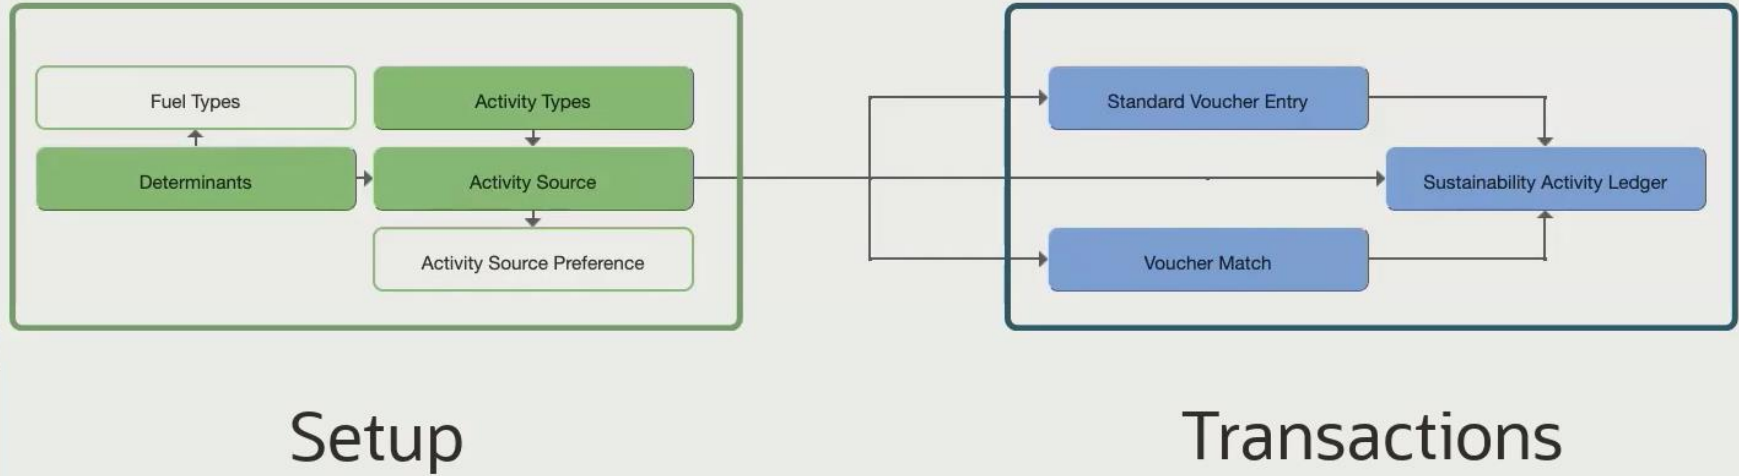 Fuel Types
Activity Types
Standard Voucher Entry
Determinants
Activity Source
Sustainability Activity Ledger
Activity Source Preference
Voucher Match
Setup
Transactions